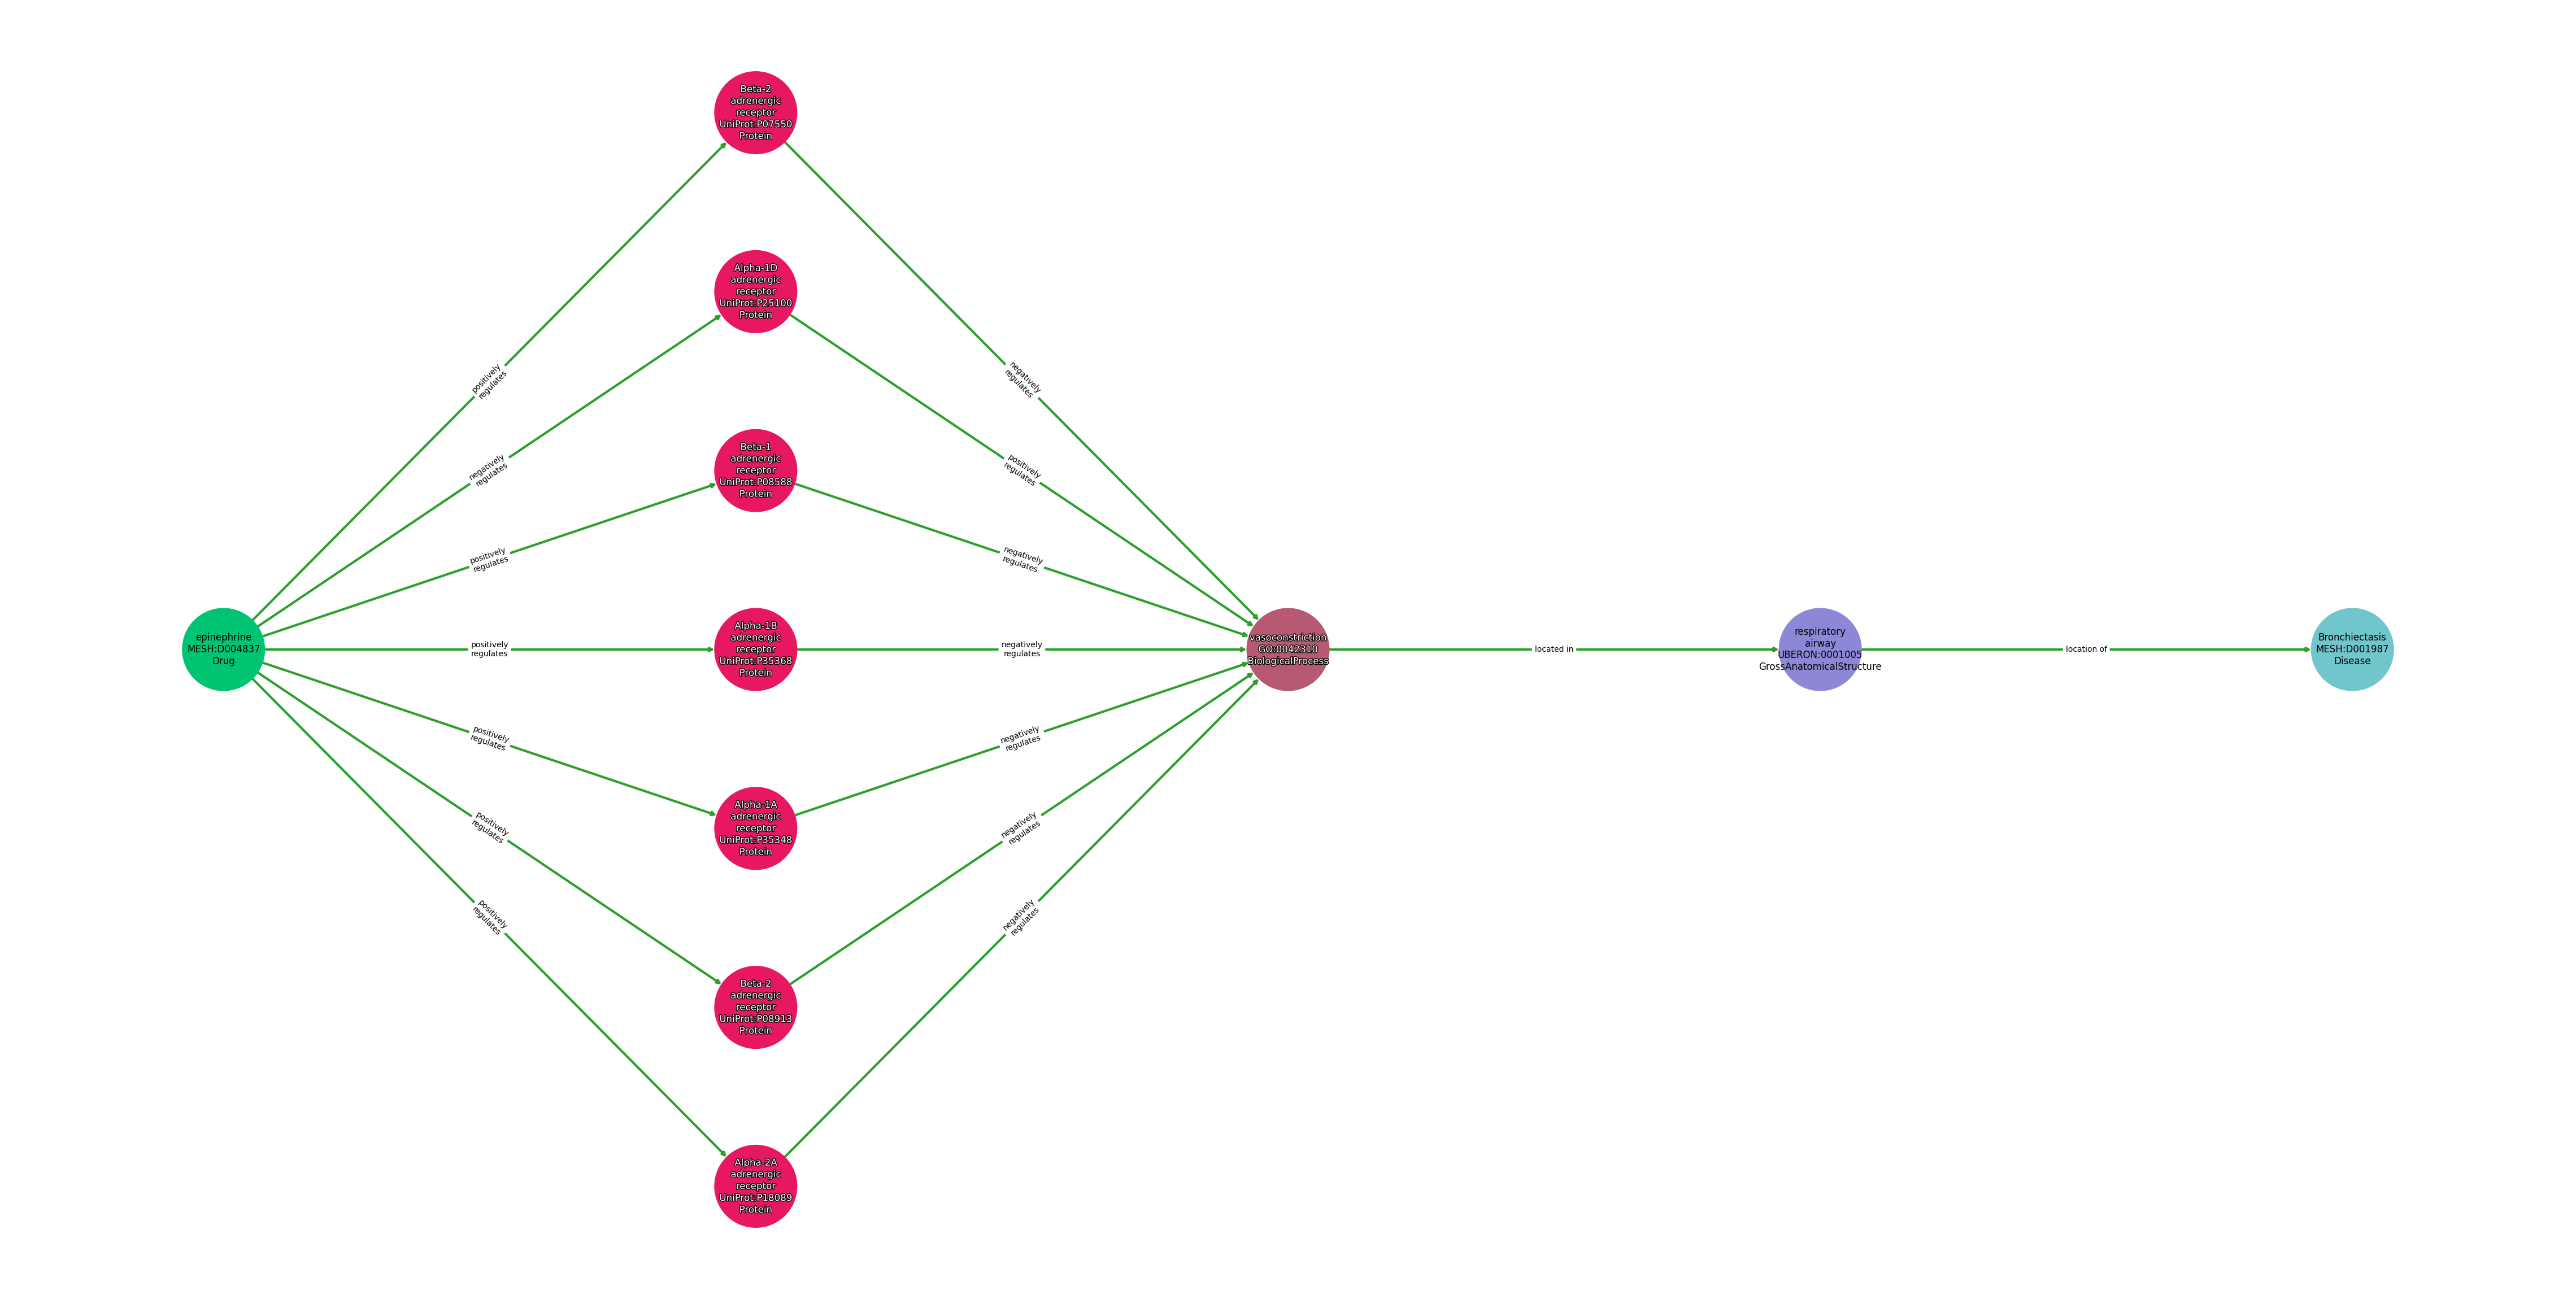 Beta-2
adrenergic
receptor
UniProt:P07550
Protein
Alpha-1D
adrenergic
receptor
UniProt:P25100
Protein
positively
regulates
negatively
regulates
Beta-1
adrenergic
receptor
UniProt:P08588
Protein
negatively
regulates
positively
regulates
positively
regulates
negatively
regulates
epinephrine
MESH:D004837
Drug
positively
regulates
Alpha-1B
adrenergic
receptor
UniProt:P35368
Protein
negatively
regulates
vasoconstriction
GO:0042310
BiologicalProcess
located in
respiratory
airway
UBERON:0001005
GrossAnatomicalStructure
location of
Bronchiectasis
MESH:D001987
Disease
positively
regulates
negatively
regulates
Alpha-1A
adrenergic
receptor
UniProt:P35348
Protein
positively
regulates
negatively
regulates
positively
regulates
negatively
regulates
Beta-2
adrenergic
receptor
UniProt:P08913
Protein
Alpha-2A
adrenergic
receptor
UniProt:P18089
Protein